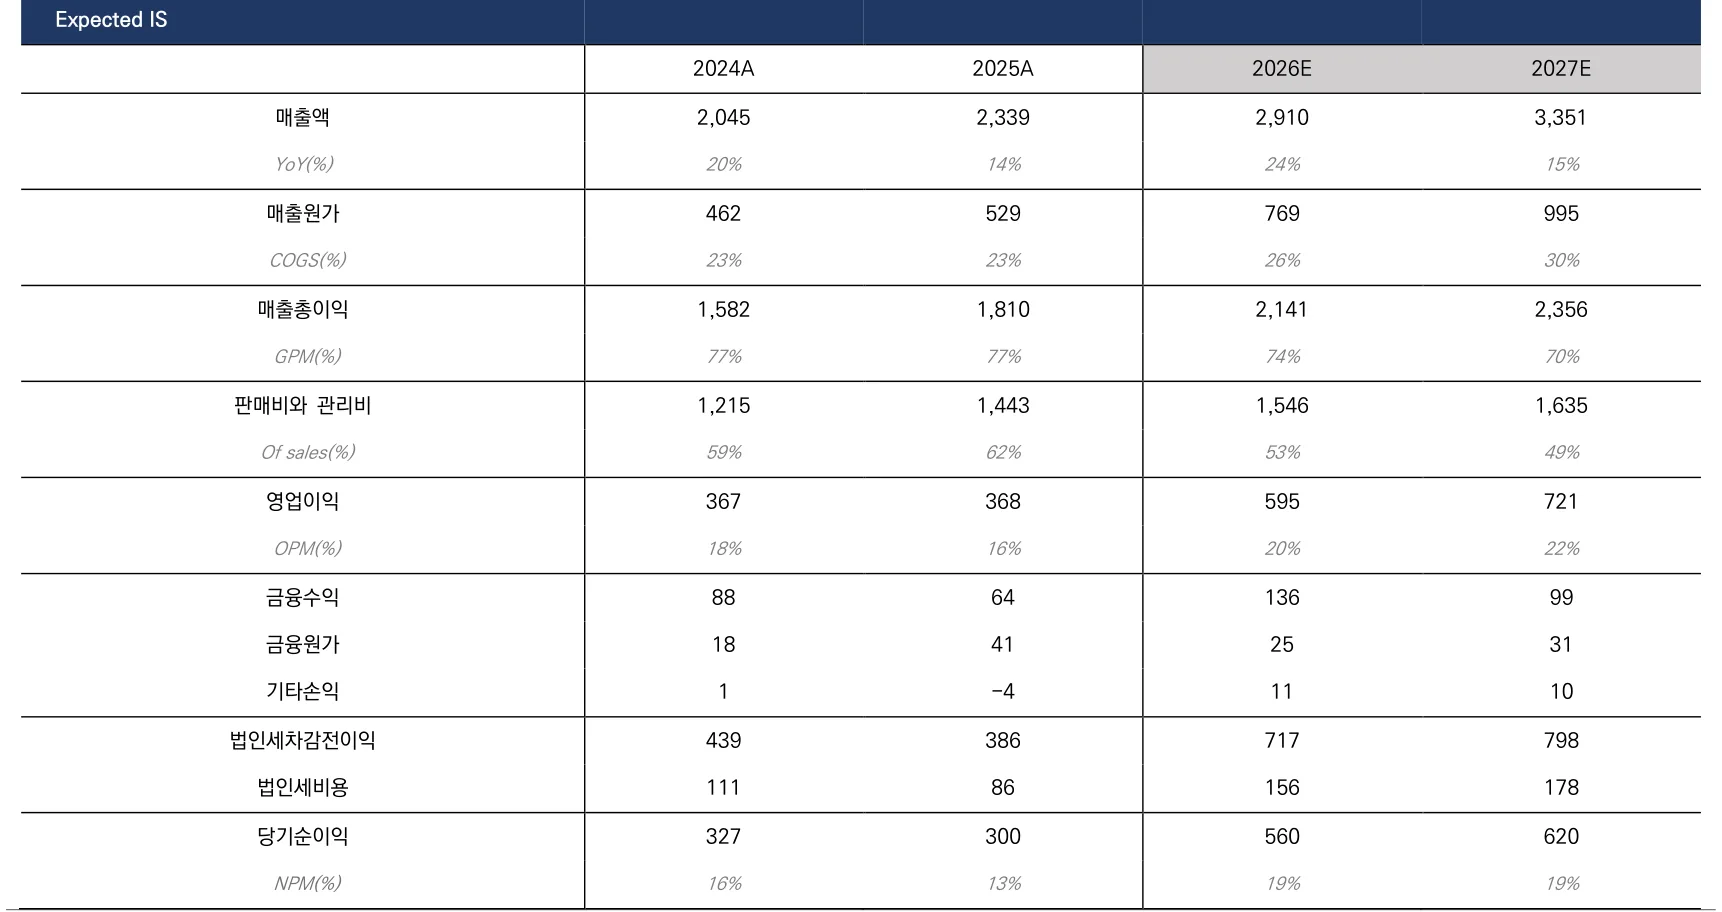 Expected IS
2024A 2025A 2026E 2027E
매출액 2,045 2,339 2,910 3,351
YoY(%) 20% 14% 24% 15%
매출원가 462 529 769 995
COGS(%) 23% 23% 26% 30%
매출총이익 1,582 1,810 2,141 2,356
GPM(%) 77% 77% 74% 70%
판매비와 관리비 1,215 1,443 1,546 1,635
Of sales(%) 59% 62% 53% 49%
영업이익 367 368 595 721
OPM(%) 18% 16% 20% 22%
금융수익 88 64 136 99
금융원가 18 41 25 31
기타손익 1 -4 11 10
법인세차감전이익 439 386 717 798
법인세비용 111 86 156 178
당기순이익 327 300 560 620
NPM(%) 16% 13% 19% 19%